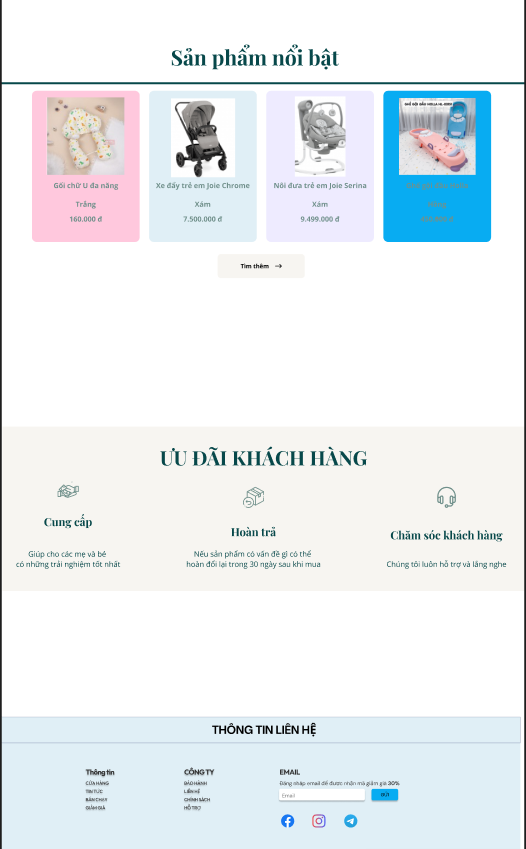 Sản phẩm nổi bật
Gối chữ U đa năng
Trắng
160.000 đ
Xe đẩy trẻ em Joie Chrome
Xám
7.500.000 đ
Nôi đưa trẻ em Joie Serina
Xám
9.499.000 đ
Tìm thêm →
ƯU ĐÃI KHÁCH HÀNG
Cung cấp
Giúp cho các mẹ và bé
có những trải nghiệm tốt nhất
Hoàn trả
Nếu sản phẩm có vấn đề gì có thể
hoàn đổi lại trong 30 ngày sau khi mua
Chăm sóc khách hàng
Chúng tôi luôn hỗ trợ và lắng nghe
THÔNG TIN LIÊN HỆ
Thông tin
CỬA HÀNG
TIN TỨC
BÁN CHẠY
GIẢM GIÁ
CÔNG TY
BẢO HÀNH
LIÊN HỆ
CHÍNH SÁCH
HỖ TRỢ
EMAIL
Đăng nhập email để được nhận mã giảm giá 30%
Email
GỬI